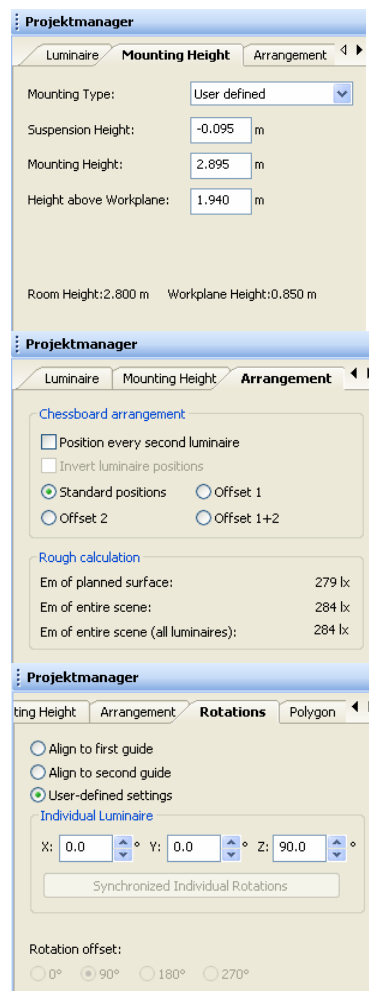 Projektmanager
Luminaire Mounting Height Arrangement
Mounting Type: User defined
Suspension Height: -0.095 m
Mounting Height: 2.895 m
Height above Workplane: 1.940 m
Room Height:2.800 m Workplane Height:0.850 m
Projektmanager
Luminaire Mounting Height Arrangement
Chessboard arrangement
Position every second luminaire
Invert luminaire positions
Standard positions Offset 1
Offset 2 Offset 1+2
Rough calculation
Em of planned surface: 279 lx
Em of entire scene: 284 lx
Em of entire scene (all luminaires): 284 lx
Projektmanager
ting Height Arrangement Rotations Polygon
Align to first guide
Align to second guide
User-defined settings
Individual Luminaire
X: 0.0 ° Y: 0.0 ° Z: 90.0 °
Synchronized Individual Rotations
Rotation offset:
0° 90° 180° 270°